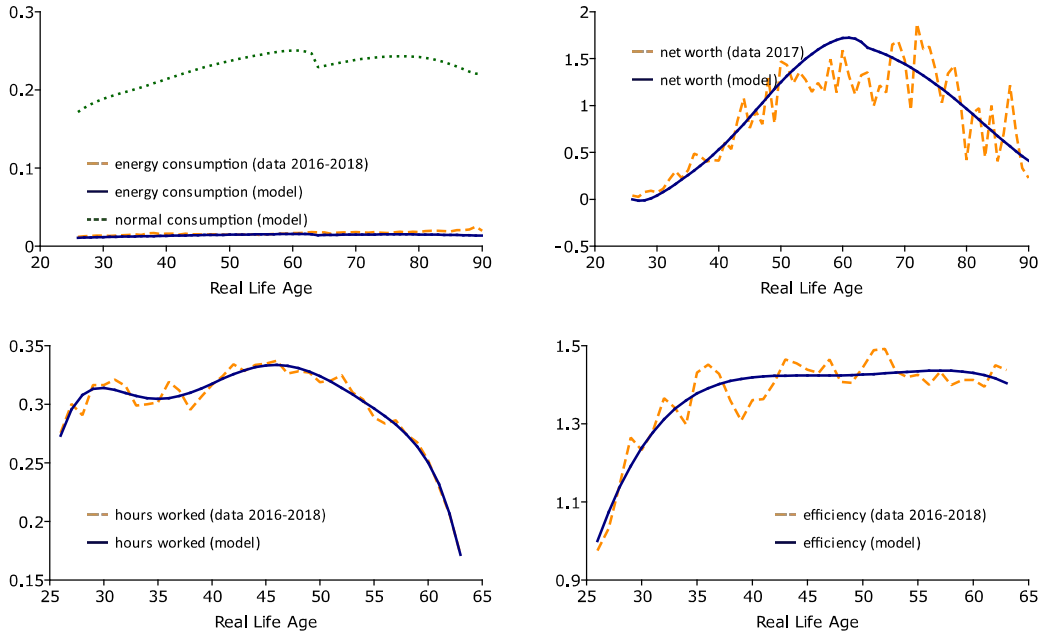 0.3
0.2
0.1
0
energy consumption (data 2016-2018)
energy consumption (model)
normal consumption (model)
20 30 40 50 60 70 80 90
Real Life Age
2
1.5
1
0.5
0
−0.5
net worth (data 2017)
net worth (model)
20 30 40 50 60 70 80 90
Real Life Age
0.35
0.3
0.25
0.2
0.15
hours worked (data 2016-2018)
hours worked (model)
25 30 35 40 45 50 55 60 65
Real Life Age
1.5
1.3
1.1
0.9
efficiency (data 2016-2018)
efficiency (model)
25 30 35 40 45 50 55 60 65
Real Life Age